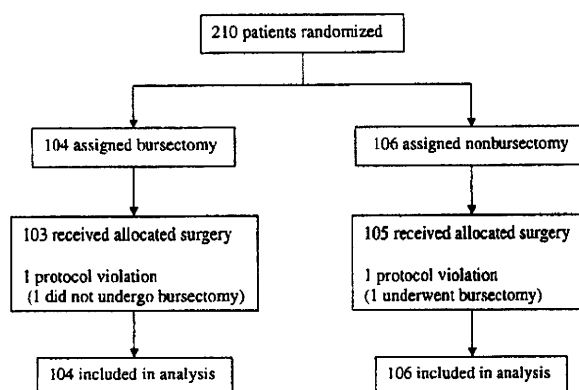 210 patients randomized
104 assigned bursectomy
106 assigned nonbursectomy
103 received allocated surgery
1 protocol violation
(1 did not undergo bursectomy)
105 received allocated surgery
1 protocol violation
(1 underwent bursectomy)
104 included in analysis
106 included in analysis